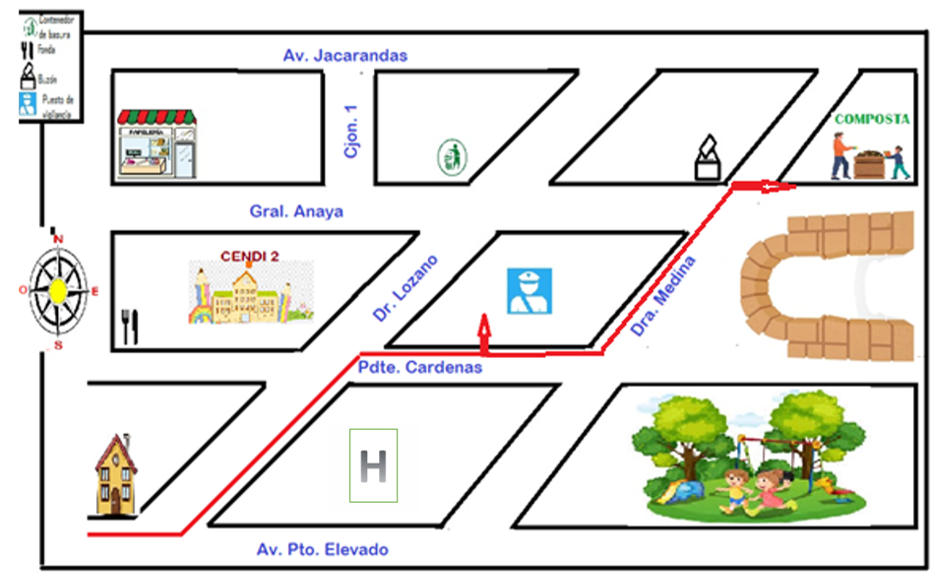 Contenedor
de basura
Fonda
Buzón
Puesto de
vigilancia
Av. Jacarandas
Cjon. 1
PAPELERÍA
COMPOSTA
Gral. Anaya
N
O
E
S
CENDI 2
Dr. Lozano
Dra. Medina
Pdte. Cardenas
H
Av. Pto. Elevado